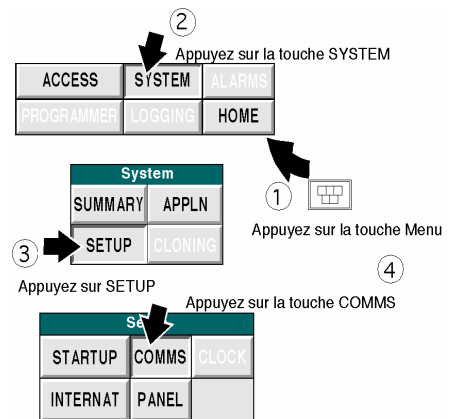 2
Appuyez sur la touche SYSTEM
ACCESS SYSTEM ALARMS
PROGRAMMER LOGGING HOME
1
Appuyez sur la touche Menu
System
SUMMARY APPLN
SETUP CLONING
3
Appuyez sur SETUP
4
Appuyez sur la touche COMMS
STARTUP COMMS CLOCK
INTERNAT PANEL